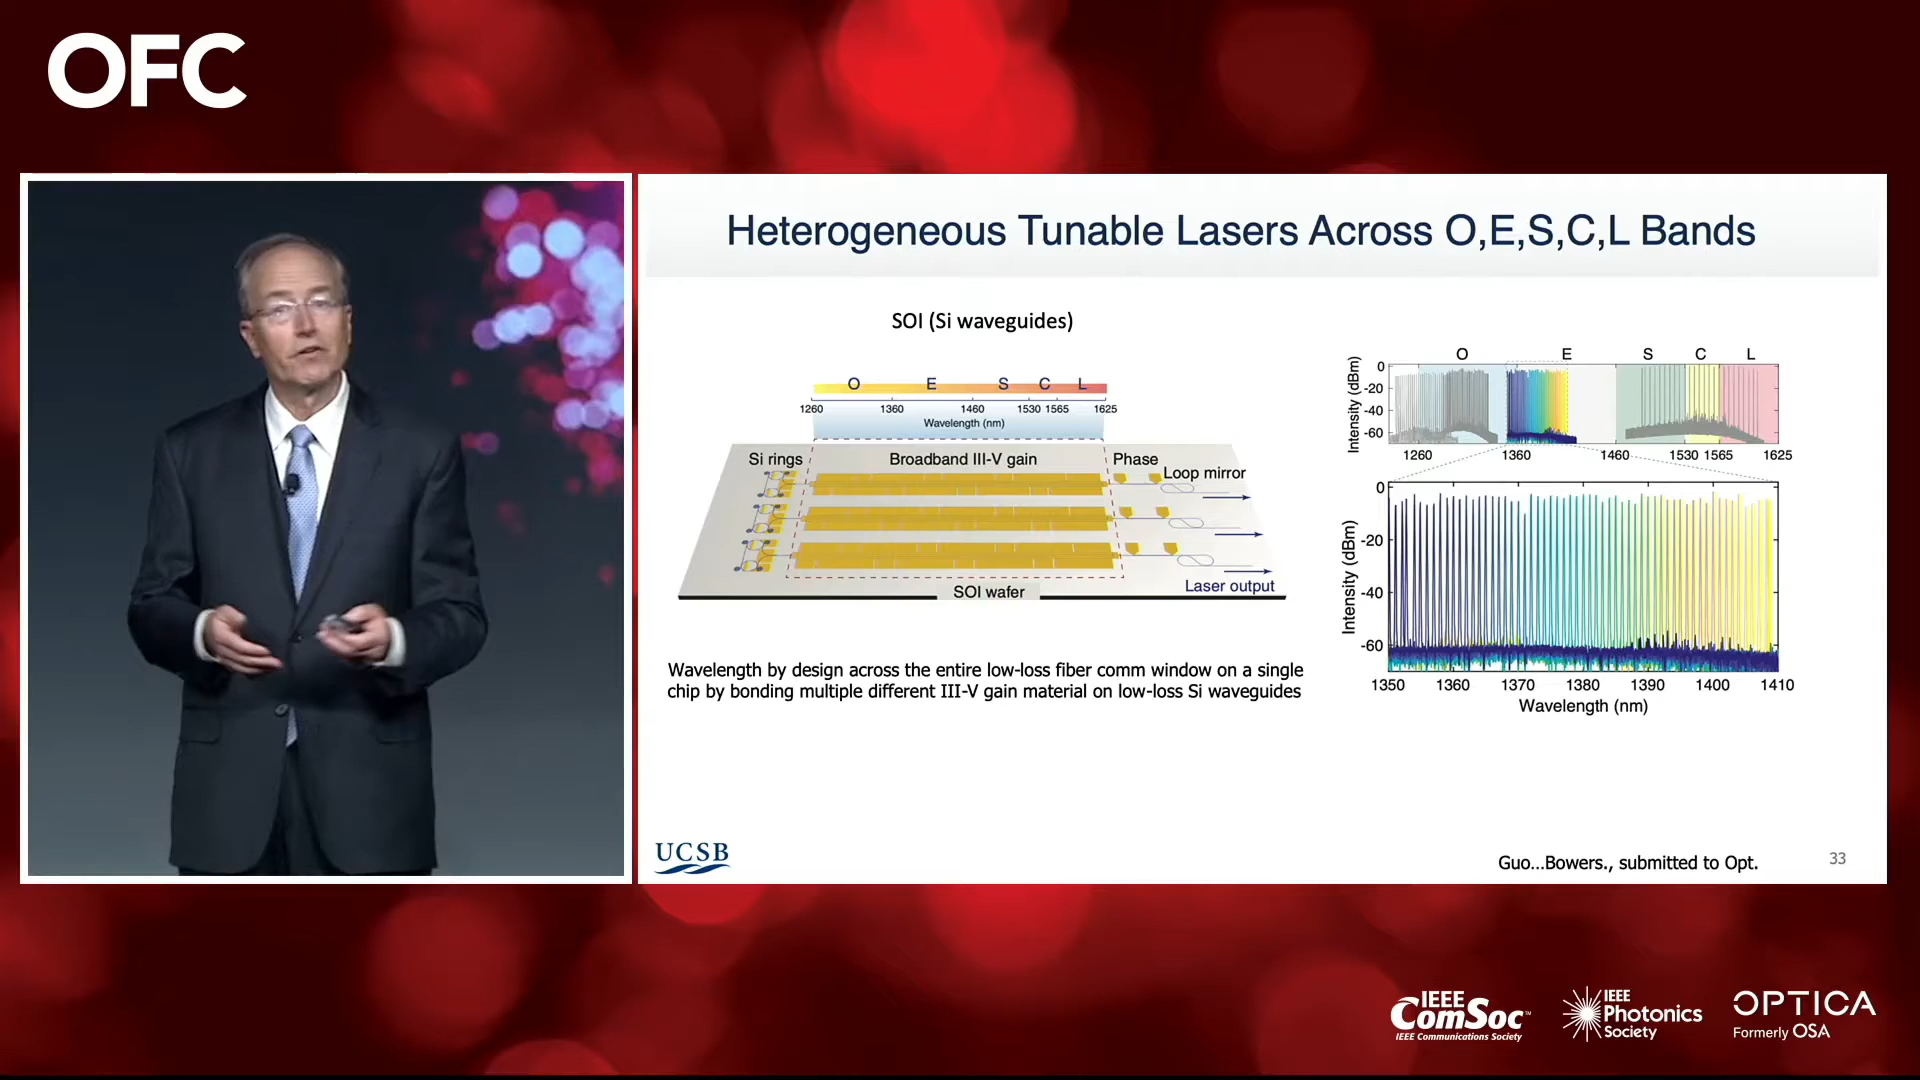 OFC
Heterogeneous Tunable Lasers Across O,E,S,C,L Bands
SOI (Si waveguides)
O E S C L
1260 1360 1460 1530 1565 1625
Wavelength (nm)
Si rings
Broadband III-V gain
Phase
Loop mirror
Laser output
SOI wafer
Wavelength by design across the entire low-loss fiber comm window on a single
chip by bonding multiple different III-V gain material on low-loss Si waveguides
O E S C L
Intensity (dBm)
0
-20
-40
-60
1260 1360 1460 1530 1565 1625
Intensity (dBm)
0
-20
-40
-60
1350 1360 1370 1380 1390 1400 1410
Wavelength (nm)
UCSB
Guo...Bowers., submitted to Opt.
33
IEEE
ComSoc™
IEEE Communications Society
IEEE
Photonics
Society
OPTICA
Formerly OSA